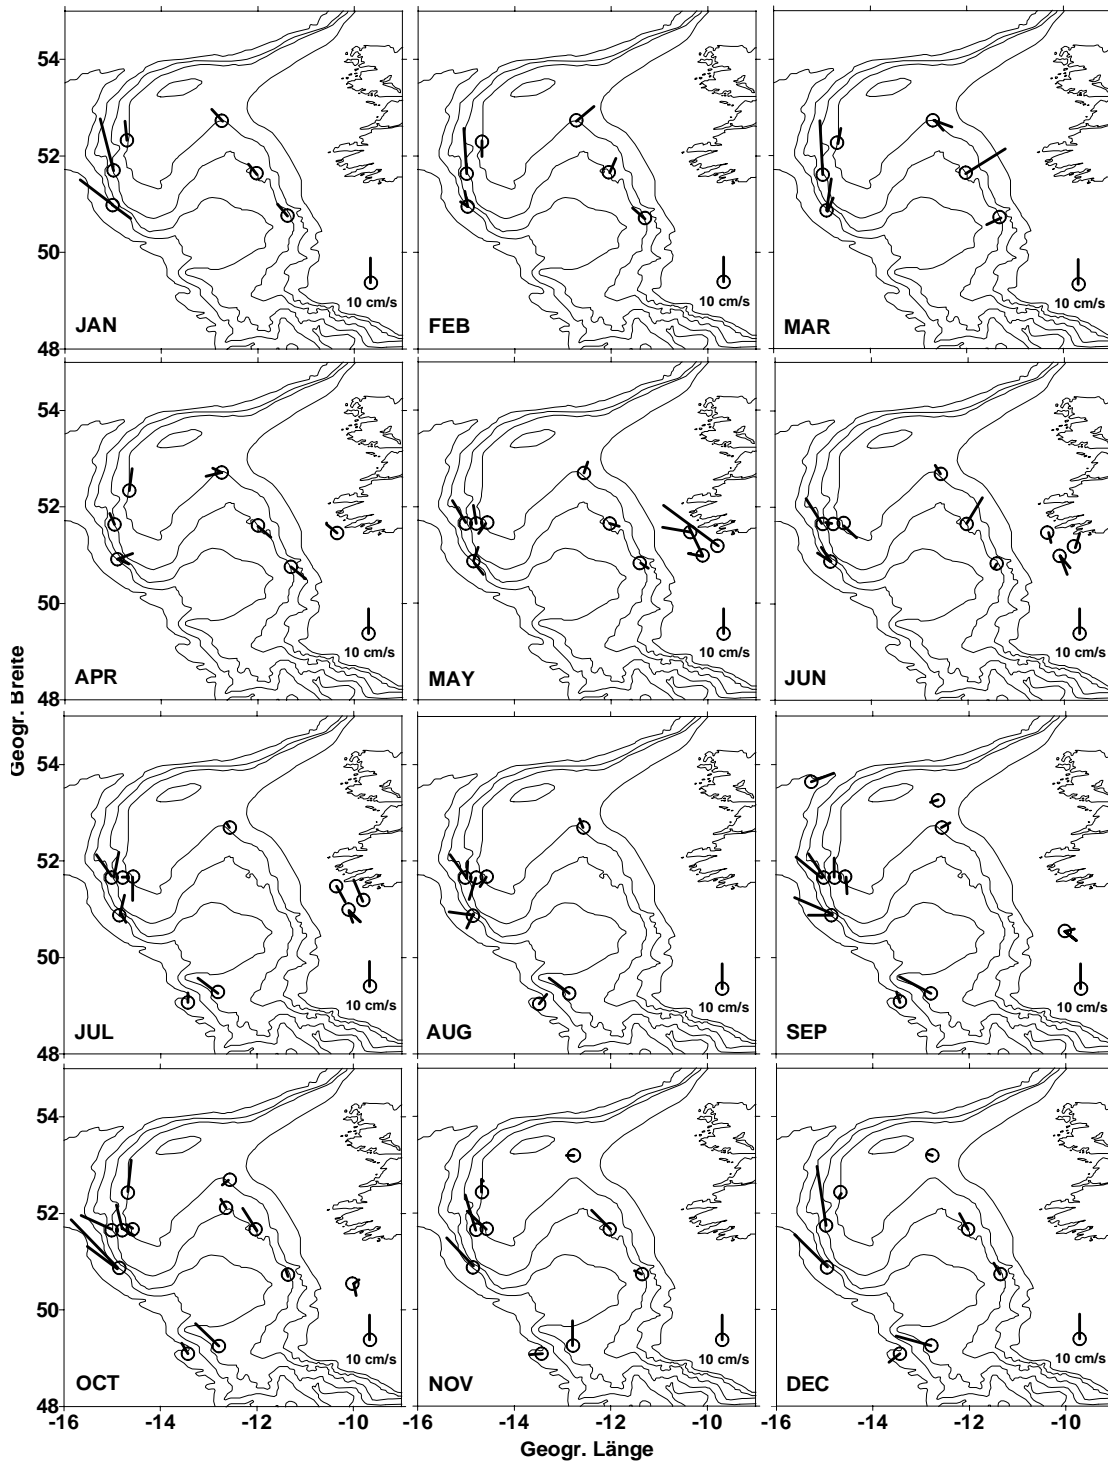 54
52
50
48
JAN
10 cm/s
FEB
10 cm/s
MAR
10 cm/s
54
52
50
48
APR
10 cm/s
MAY
10 cm/s
JUN
10 cm/s
Geogr. Breite
54
52
50
48
JUL
10 cm/s
AUG
10 cm/s
SEP
10 cm/s
54
52
50
48
OCT
10 cm/s
NOV
10 cm/s
DEC
10 cm/s
-16 -14 -12 -10 -16 -14 -12 -10 -16 -14 -12 -10
Geogr. Länge